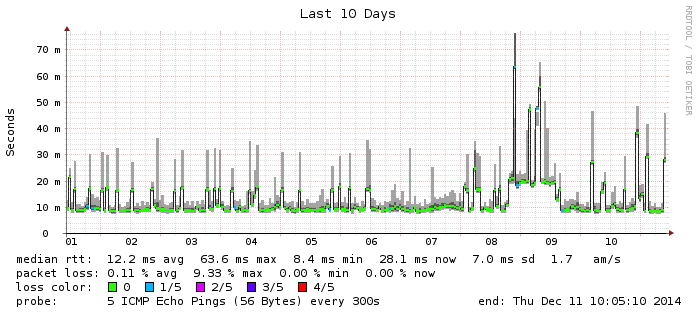 Last 10 Days
RRDTOOL / TOBI OETIKER
Seconds
70 m
60 m
50 m
40 m
30 m
20 m
10 m
0
01 02 03 04 05 06 07 08 09 10
median rtt: 12.2 ms avg 63.6 ms max 8.4 ms min 28.1 ms now 7.0 ms sd 1.7 am/s
packet loss: 0.11 % avg 9.33 % max 0.00 % min 0.00 % now
loss color: 0 1/5 2/5 3/5 4/5
probe: 5 ICMP Echo Pings (56 Bytes) every 300s end: Thu Dec 11 10:05:10 2014